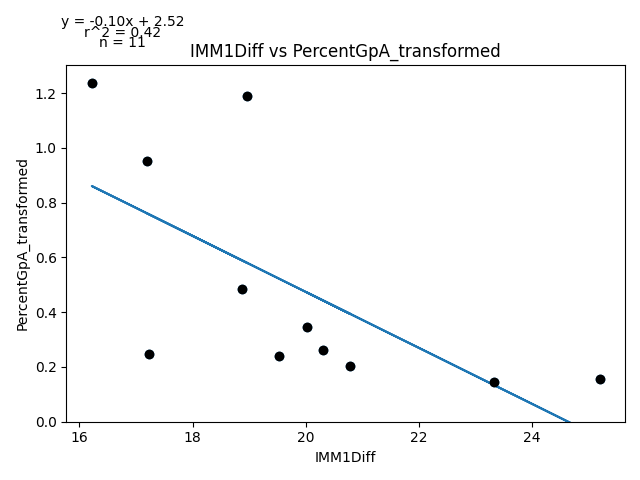 y = -0.10x + 2.52
r^2 = 0.42
n = 11
IMM1Diff vs PercentGpA_transformed
1.2
1.0
0.8
0.6
0.4
0.2
0.0
PercentGpA_transformed
16 18 20 22 24
IMM1Diff